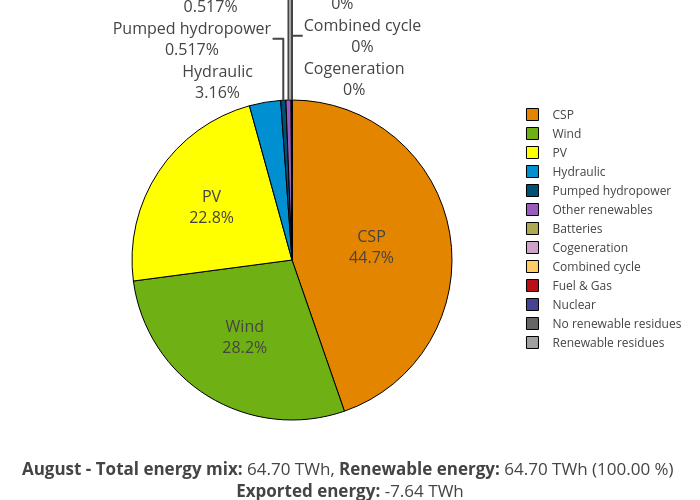 0.517%
0%
Pumped hydropower
Combined cycle
0.517%
0%
Hydraulic
Cogeneration
3.16%
0%
PV
22.8%
CSP
44.7%
Wind
28.2%
CSP
Wind
PV
Hydraulic
Pumped hydropower
Other renewables
Batteries
Cogeneration
Combined cycle
Fuel & Gas
Nuclear
No renewable residues
Renewable residues
August - Total energy mix: 64.70 TWh, Renewable energy: 64.70 TWh (100.00 %)
Exported energy: -7.64 TWh